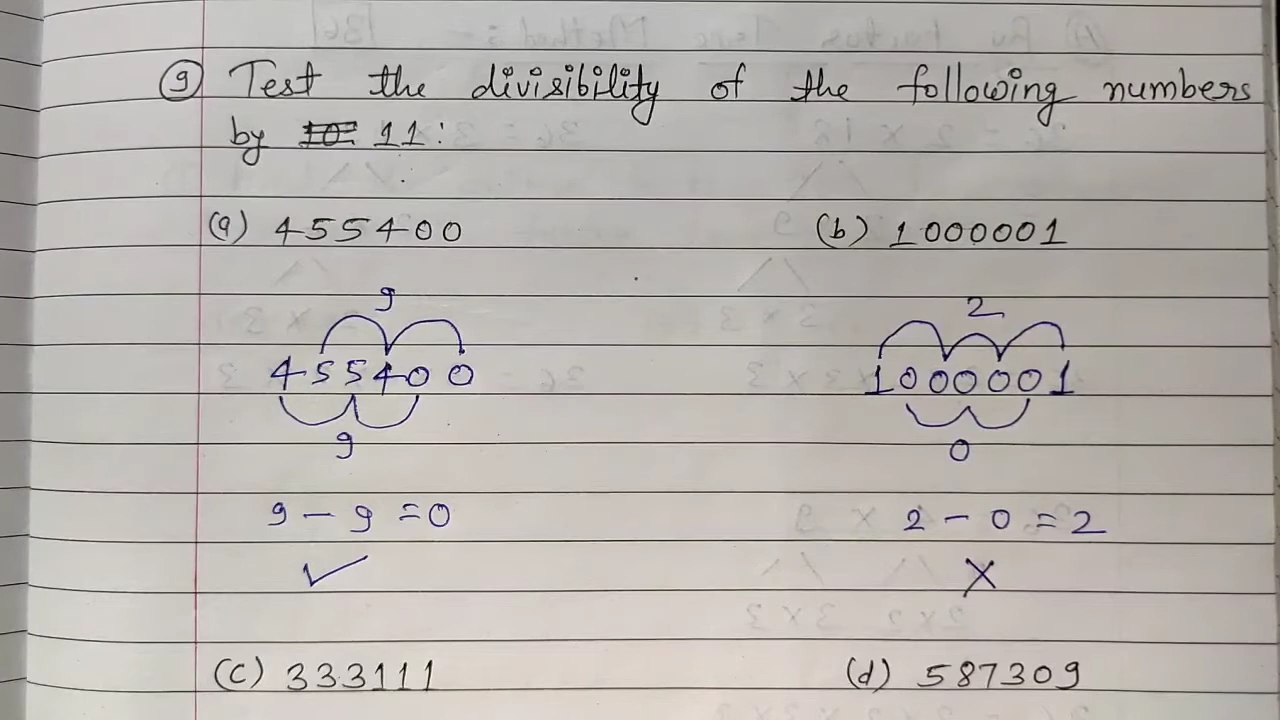 9 Test the divisibility of the following numbers
by 11:
(a) 455400 (b) 1000001
9 2
455400 1000001
9 0
9 - 9 = 0 2 - 0 = 2
✓ X
(c) 333111 (d) 587309